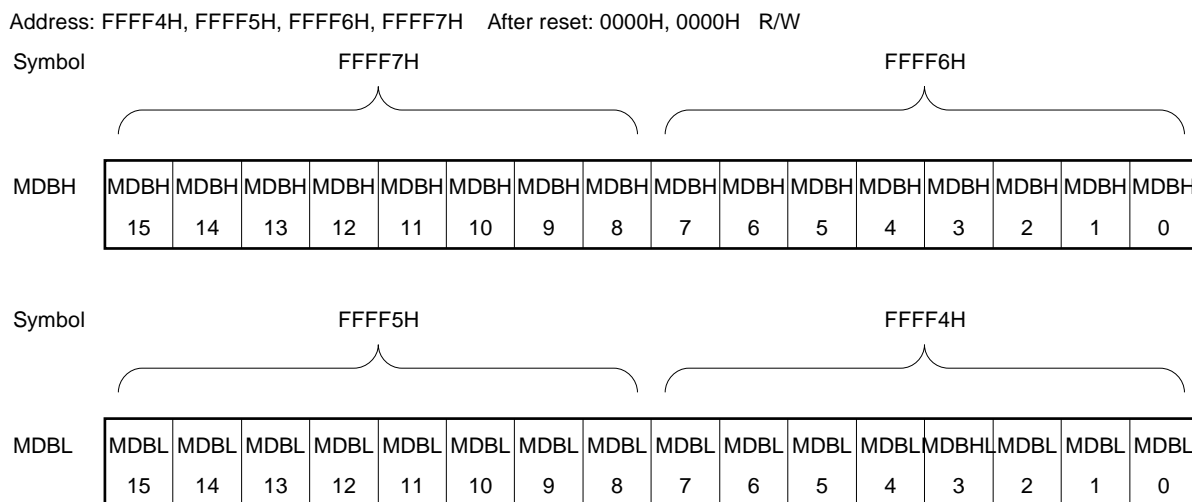 Address: FFFF4H, FFFF5H, FFFF6H, FFFF7H After reset: 0000H, 0000H R/W
Symbol FFFF7H FFFF6H
MDBH MDBH MDBH MDBH MDBH MDBH MDBH MDBH MDBH MDBH MDBH MDBH MDBH MDBH MDBH MDBH MDBH
15 14 13 12 11 10 9 8 7 6 5 4 3 2 1 0
Symbol FFFF5H FFFF4H
MDBL MDBL MDBL MDBL MDBL MDBL MDBL MDBL MDBL MDBL MDBL MDBL MDBL MDBHL MDBL MDBL MDBL
15 14 13 12 11 10 9 8 7 6 5 4 3 2 1 0